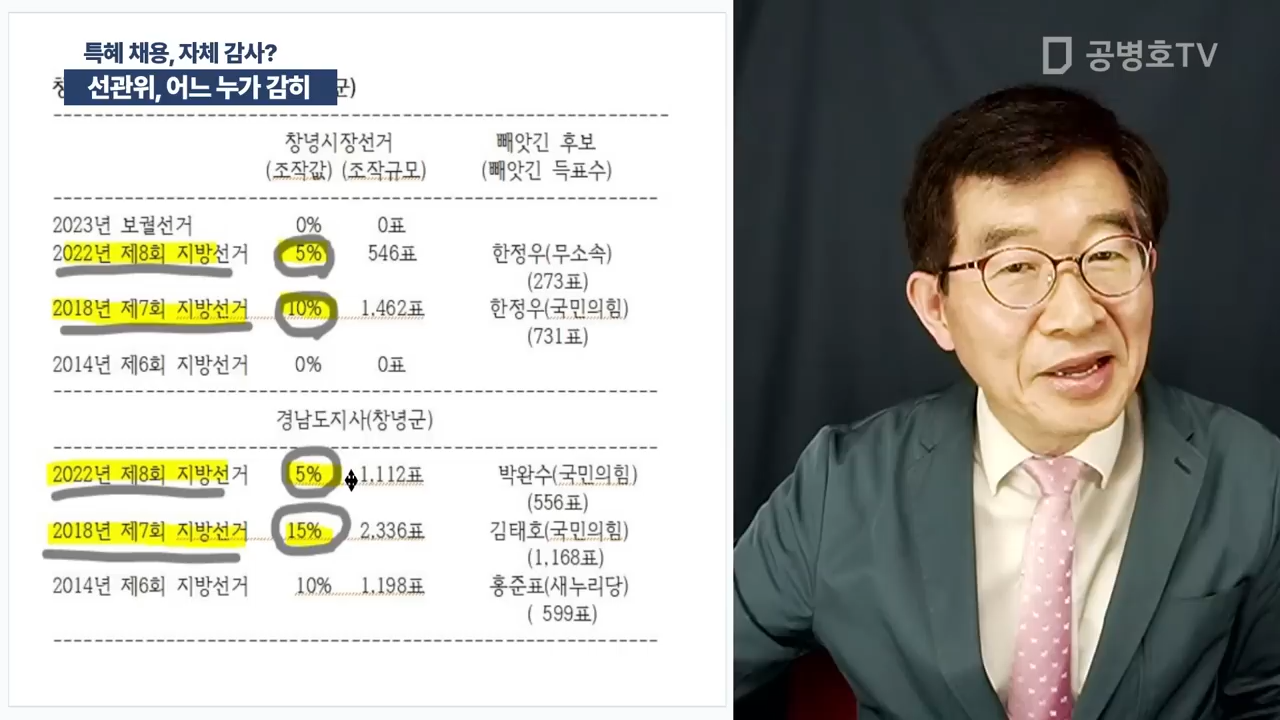 특혜 채용, 자체 감사?
선관위, 어느 누가 감히
군)
공병호TV
창녕시장선거 빼앗긴 후보
(조작값) (조작규모) (빼앗긴 득표수)
2023년 보궐선거 0% 0표
2022년 제8회 지방선거 5% 546표 한정우(무소속)
(273표)
2018년 제7회 지방선거 10% 1,462표 한정우(국민의힘)
(731표)
2014년 제6회 지방선거 0% 0표
경남도지사(창녕군)
2022년 제8회 지방선거 5% 1,112표 박완수(국민의힘)
(556표)
2018년 제7회 지방선거 15% 2,336표 김태호(국민의힘)
(1,168표)
2014년 제6회 지방선거 10% 1,198표 홍준표(새누리당)
( 599표)